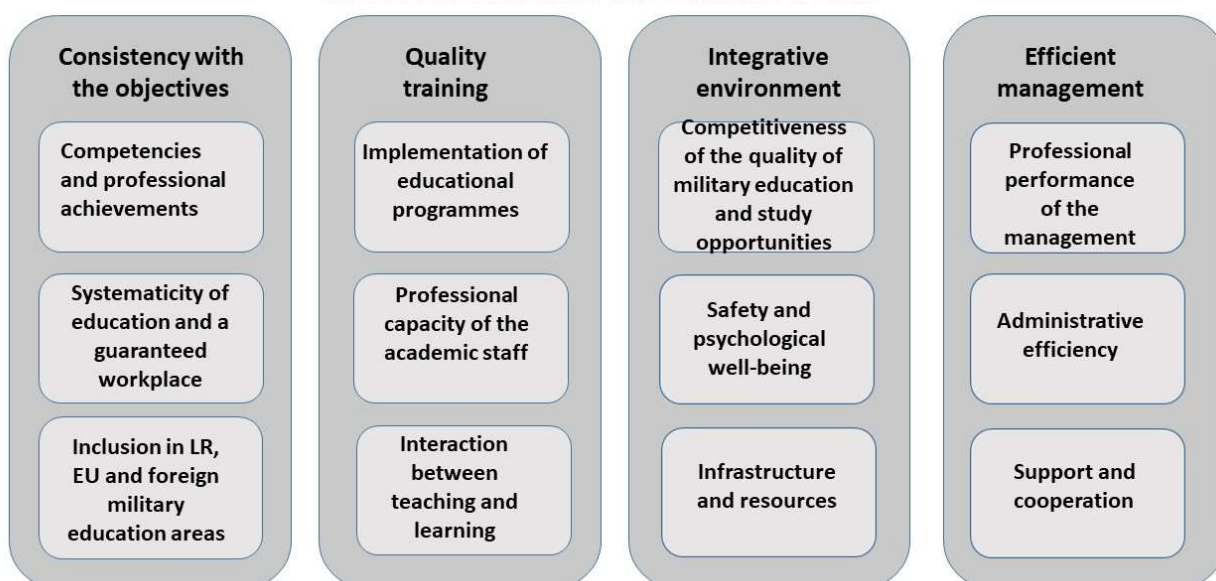 Consistency with
the objectives
Competencies
and professional
achievements
Systematicity of
education and a
guaranteed
workplace
Inclusion in LR,
EU and foreign
military
education areas
Quality
training
Implementation of
educational
programmes
Professional
capacity of the
academic staff
Interaction
between
teaching and
learning
Integrative
environment
Competitiveness
of the quality of
military education
and study
opportunities
Safety and
psychological
well-being
Infrastructure
and resources
Efficient
management
Professional
performance
of the
management
Administrative
efficiency
Support and
cooperation